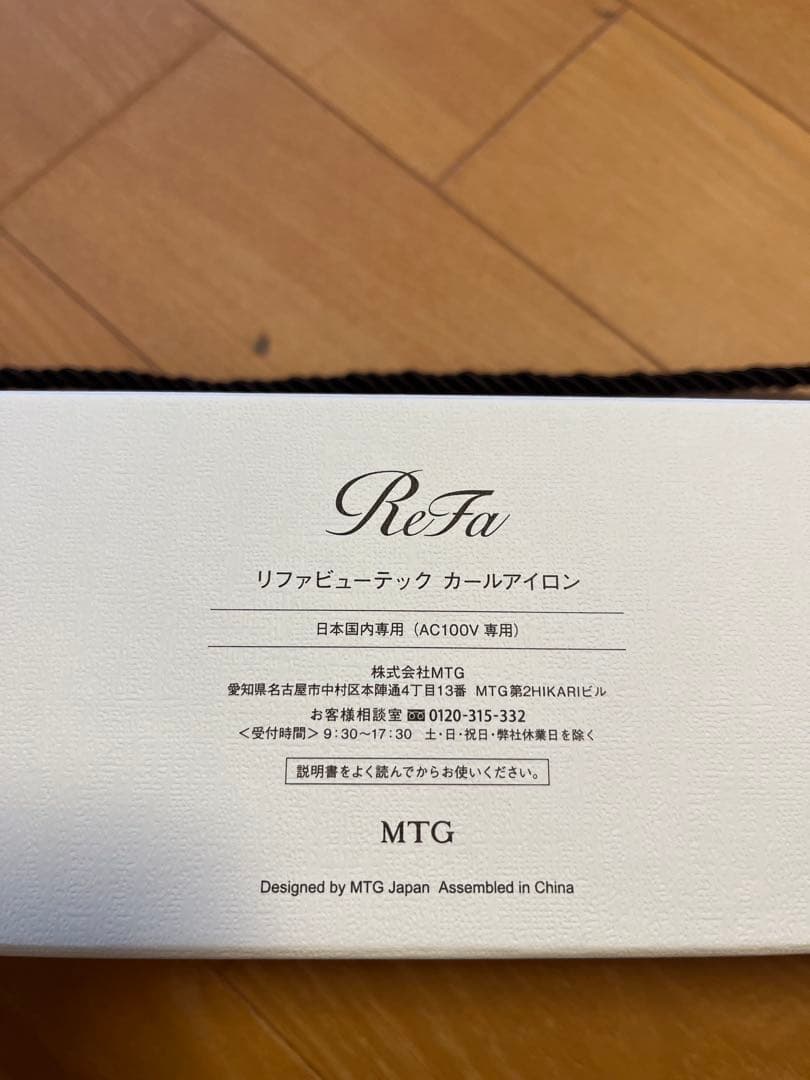 ReFa
リファビューテック カールアイロン
日本国内専用（AC100V 専用）
株式会社MTG
愛知県名古屋市中村区本陣通4丁目13番 MTG第2HIKARIビル
お客様相談室 0120-315-332
＜受付時間＞9:30〜17:30 土・日・祝日・弊社休業日を除く
説明書をよく読んでからお使いください。
MTG
Designed by MTG Japan Assembled in China